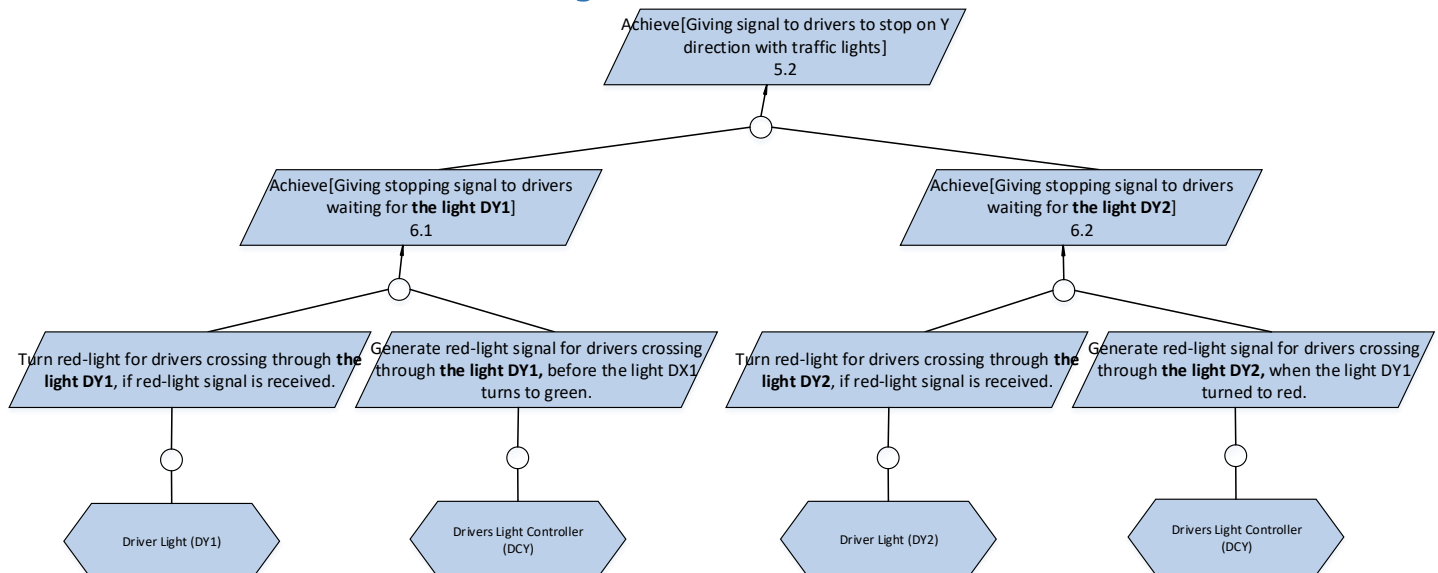 Achieve[Giving signal to drivers to stop on Y
direction with traffic lights]
5.2
Achieve[Giving stopping signal to drivers
waiting for the light DY1]
6.1
Achieve[Giving stopping signal to drivers
waiting for the light DY2]
6.2
Turn red-light for drivers crossing through the
light DY1, if red-light signal is received.
Generate red-light signal for drivers crossing
through the light DY1, before the light DX1
turns to green.
Turn red-light for drivers crossing through the
light DY2, if red-light signal is received.
Generate red-light signal for drivers crossing
through the light DY2, when the light DY1
turned to red.
Driver Light (DY1)
Drivers Light Controller
(DCY)
Driver Light (DY2)
Drivers Light Controller
(DCY)